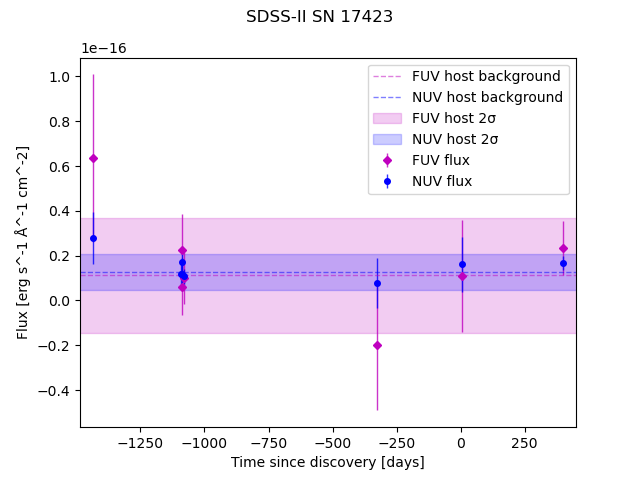 SDSS-II SN 17423
1e−16
1.0
0.8
0.6
0.4
0.2
0.0
−0.2
−0.4
Flux [erg s^-1 Å^-1 cm^-2]
FUV host background
NUV host background
FUV host 2σ
NUV host 2σ
FUV flux
NUV flux
−1250 −1000 −750 −500 −250 0 250
Time since discovery [days]